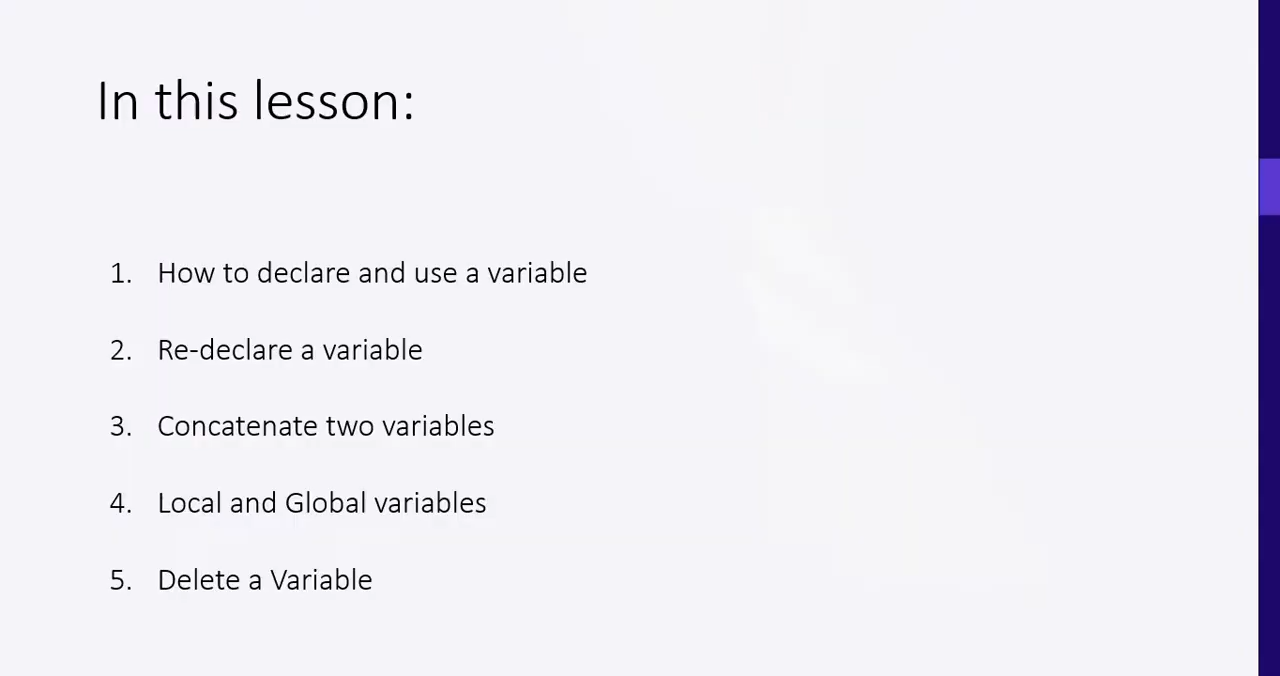 In this lesson:
1. How to declare and use a variable
2. Re-declare a variable
3. Concatenate two variables
4. Local and Global variables
5. Delete a Variable